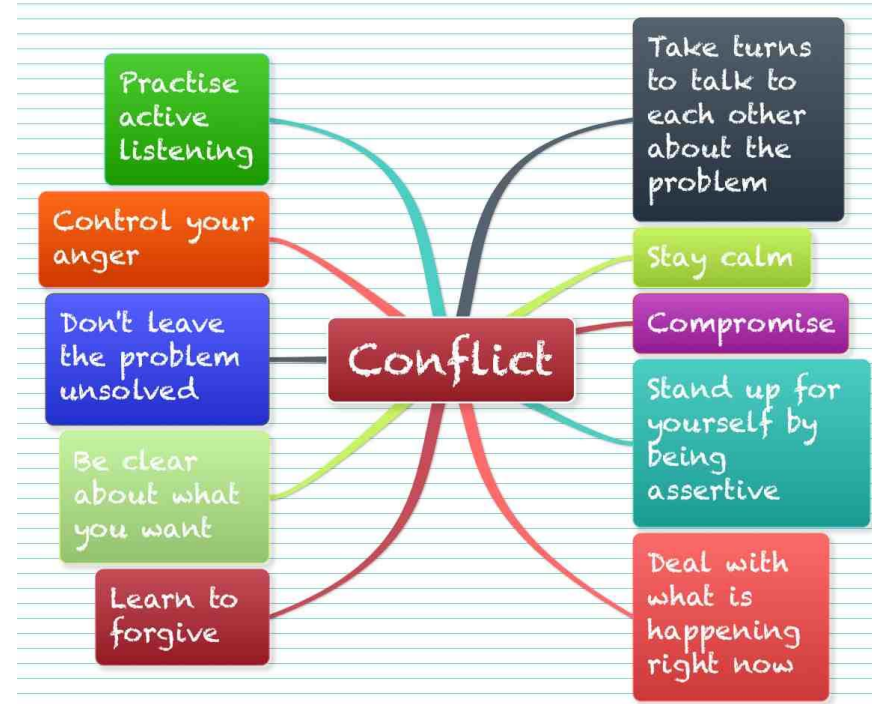 Practise
active
listening
Control your
anger
Don't leave
the problem
unsolved
Be clear
about what
you want
Learn to
forgive
Conflict
Take turns
to talk to
each other
about the
problem
Stay calm
Compromise
Stand up for
yourself by
being
assertive
Deal with
what is
happening
right now